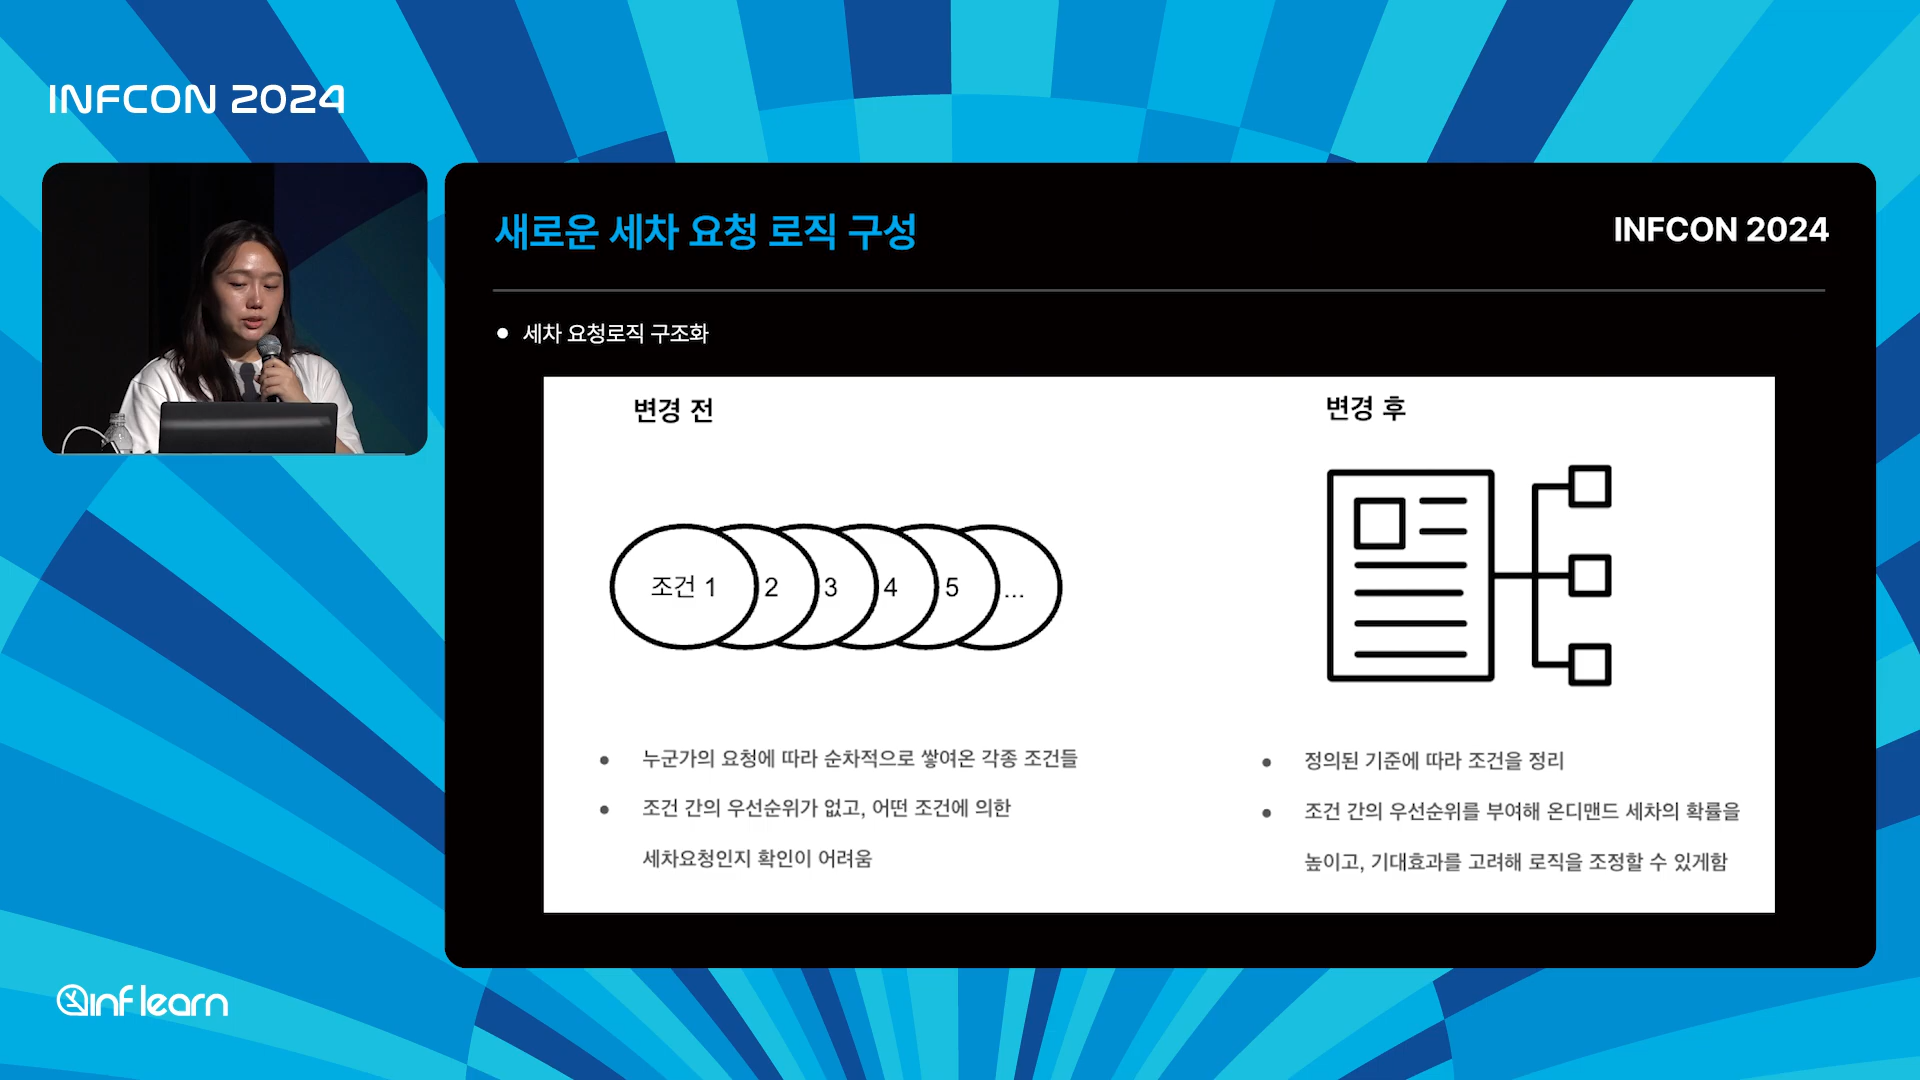 INFCON 2024
새로운 세차 요청 로직 구성
INFCON 2024
세차 요청로직 구조화
변경 전
변경 후
조건 1 2 3 4 5 ...
누군가의 요청에 따라 순차적으로 쌓여온 각종 조건들
조건 간의 우선순위가 없고, 어떤 조건에 의한
세차요청인지 확인이 어려움
정의된 기준에 따라 조건을 정리
조건 간의 우선순위를 부여해 온디맨드 세차의 확률을
높이고, 기대효과를 고려해 로직을 조정할 수 있게함
inflearn